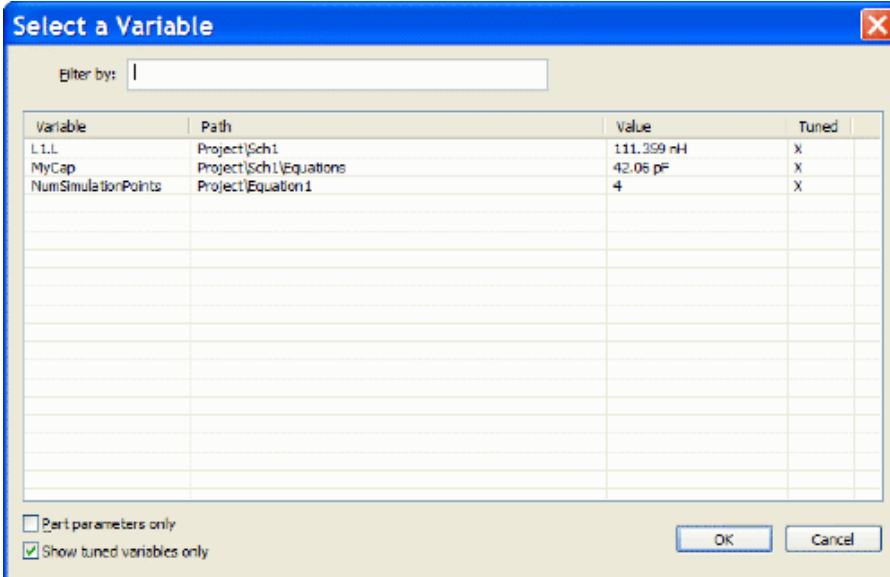 Select a Variable
Filter by:
Variable Path Value Tuned
L1.L Project\Sch1 111.359 nH X
MyCap Project\Sch1\Equations 42.06 pF X
NumSimulationPoints Project\Equation1 4 X
Part parameters only
Show tuned variables only
OK Cancel